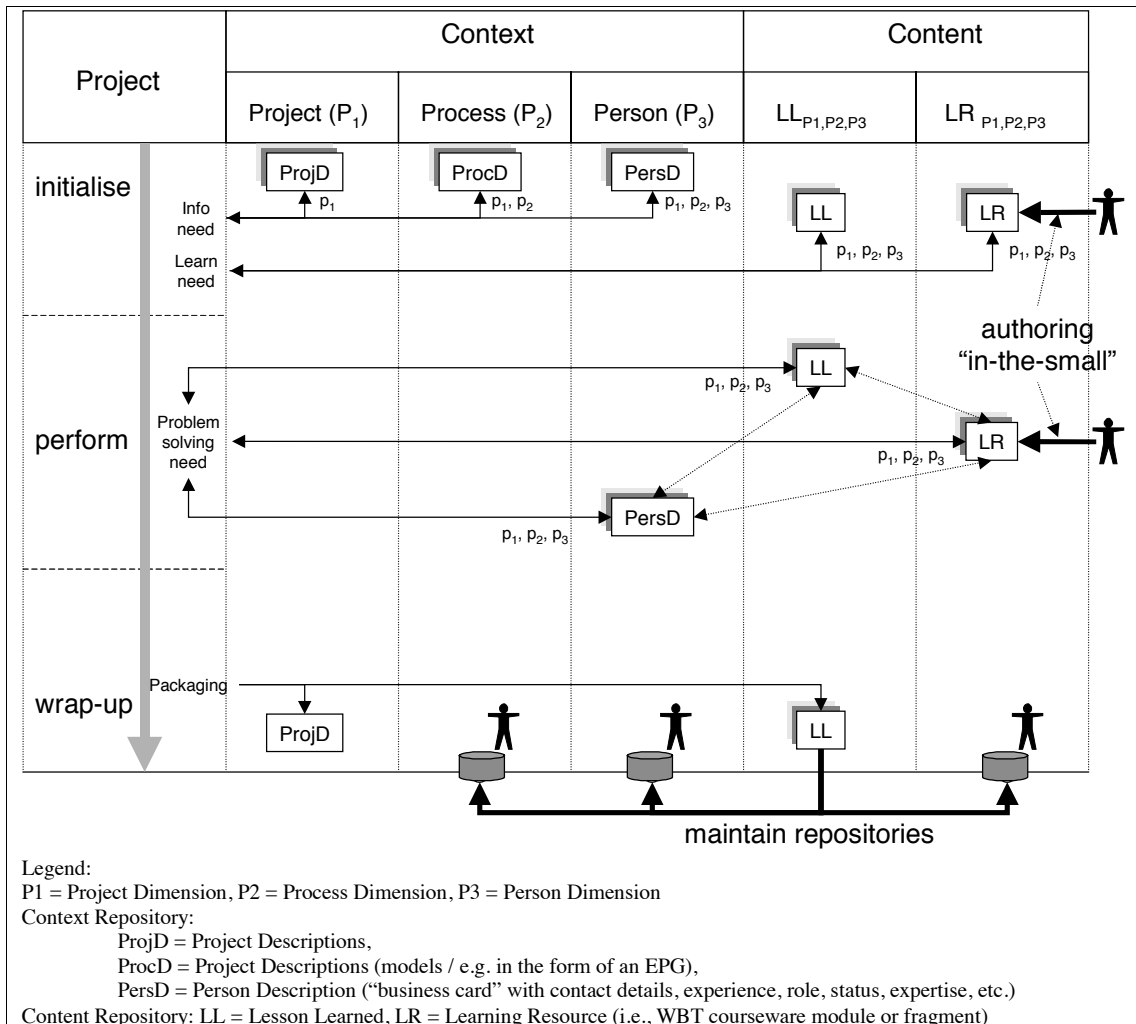 Project
Context
Content
Project (P1)
Process (P2)
Person (P3)
LLP1,P2,P3
LR P1,P2,P3
initialise
ProjD
ProcD
PersD
p1
p1, p2
p1, p2, p3
Info
need
LL
LR
p1, p2, p3
p1, p2, p3
Learn
need
authoring
“in-the-small”
LL
p1, p2, p3
perform
Problem
solving
need
LR
p1, p2, p3
PersD
p1, p2, p3
wrap-up
Packaging
ProjD
LL
maintain repositories
Legend:
P1 = Project Dimension, P2 = Process Dimension, P3 = Person Dimension
Context Repository:
ProjD = Project Descriptions,
ProcD = Project Descriptions (models / e.g. in the form of an EPG),
PersD = Person Description (“business card” with contact details, experience, role, status, expertise, etc.)
Content Repository: LL = Lesson Learned, LR = Learning Resource (i.e., WBT courseware module or fragment)